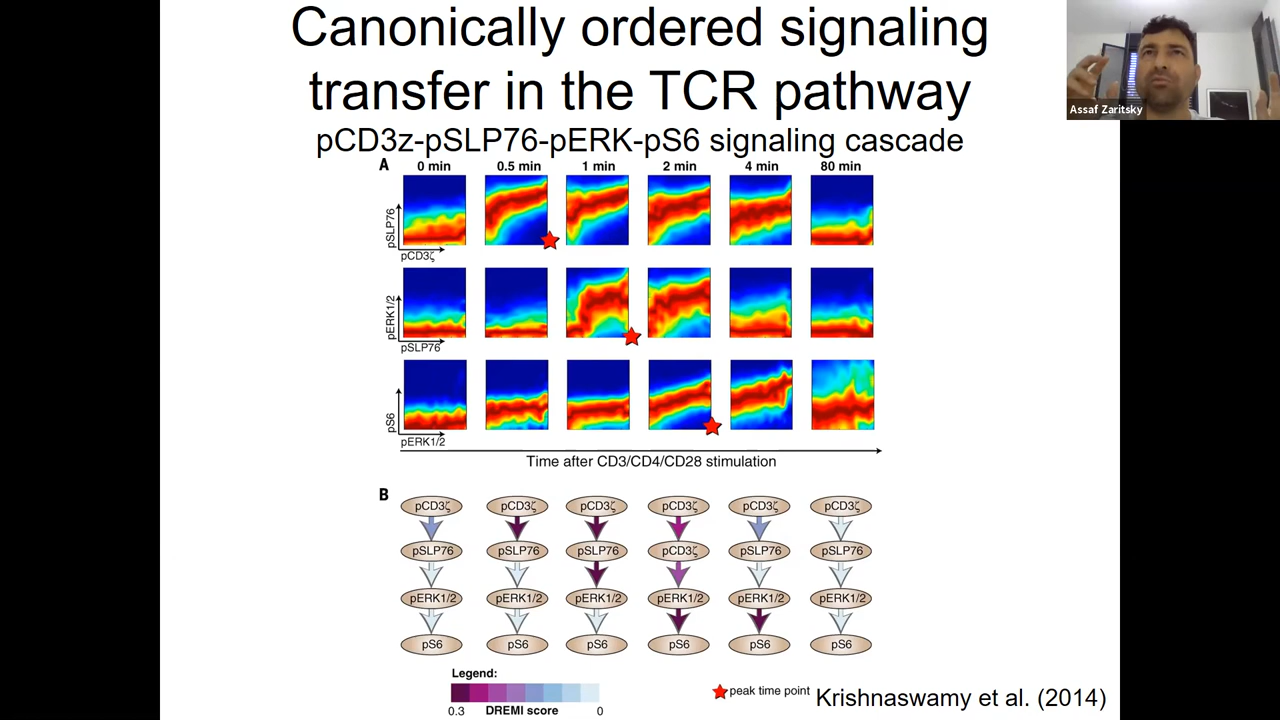 Canonically ordered signaling
transfer in the TCR pathway
pCD3z-pSLP76-pERK-pS6 signaling cascade
Assaf Zaritsky
A
0 min 0.5 min 1 min 2 min 4 min 80 min
pSLP76
pCD3ζ
pERK1/2
pSLP76
pS6
pERK1/2
Time after CD3/CD4/CD28 stimulation
B
pCD3ζ pCD3ζ pCD3ζ pCD3ζ pCD3ζ pCD3ζ
pSLP76 pSLP76 pSLP76 pCD3ζ pSLP76 pSLP76
pERK1/2 pERK1/2 pERK1/2 pERK1/2 pERK1/2 pERK1/2
pS6 pS6 pS6 pS6 pS6 pS6
Legend:
0.3 DREMI score 0
peak time point
Krishnaswamy et al. (2014)